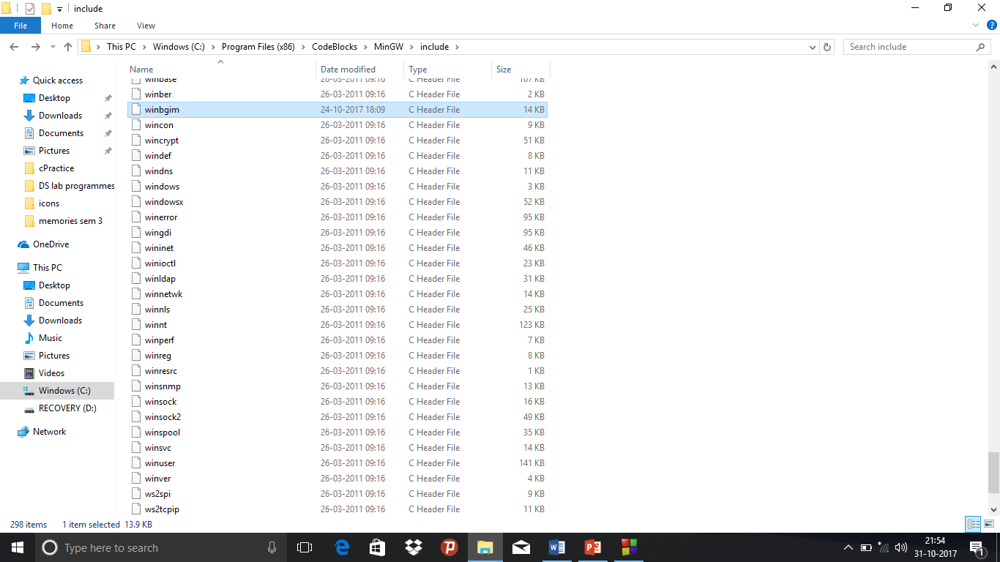 include
File Home Share View
This PC Windows (C:) Program Files (x86) CodeBlocks MinGW include
Search include
Name Date modified Type Size
Quick access
Desktop
Downloads
Documents
Pictures
cPractice
DS lab programmes
icons
memories sem 3
OneDrive
This PC
Desktop
Documents
Downloads
Music
Pictures
Videos
Windows (C:)
RECOVERY (D:)
Network
winbase 26-03-2011 09:16 C Header File 107 KB
winber 26-03-2011 09:16 C Header File 2 KB
winbgim 24-10-2017 18:09 C Header File 14 KB
wincon 26-03-2011 09:16 C Header File 9 KB
wincrypt 26-03-2011 09:16 C Header File 51 KB
windef 26-03-2011 09:16 C Header File 8 KB
windns 26-03-2011 09:16 C Header File 11 KB
windows 26-03-2011 09:16 C Header File 3 KB
windowsx 26-03-2011 09:16 C Header File 52 KB
winerror 26-03-2011 09:16 C Header File 95 KB
wingdi 26-03-2011 09:16 C Header File 95 KB
wininet 26-03-2011 09:16 C Header File 46 KB
winioctl 26-03-2011 09:16 C Header File 23 KB
winldap 26-03-2011 09:16 C Header File 31 KB
winnetwk 26-03-2011 09:16 C Header File 14 KB
winnls 26-03-2011 09:16 C Header File 25 KB
winnt 26-03-2011 09:16 C Header File 123 KB
winperf 26-03-2011 09:16 C Header File 7 KB
winreg 26-03-2011 09:16 C Header File 8 KB
winresrc 26-03-2011 09:16 C Header File 1 KB
winsnmp 26-03-2011 09:16 C Header File 13 KB
winsock 26-03-2011 09:16 C Header File 16 KB
winsock2 26-03-2011 09:16 C Header File 49 KB
winspool 26-03-2011 09:16 C Header File 35 KB
winsvc 26-03-2011 09:16 C Header File 14 KB
winuser 26-03-2011 09:16 C Header File 141 KB
winver 26-03-2011 09:16 C Header File 4 KB
ws2spi 26-03-2011 09:16 C Header File 9 KB
ws2tcpip 26-03-2011 09:16 C Header File 11 KB
298 items 1 item selected 13.9 KB
Type here to search
21:54
31-10-2017
1